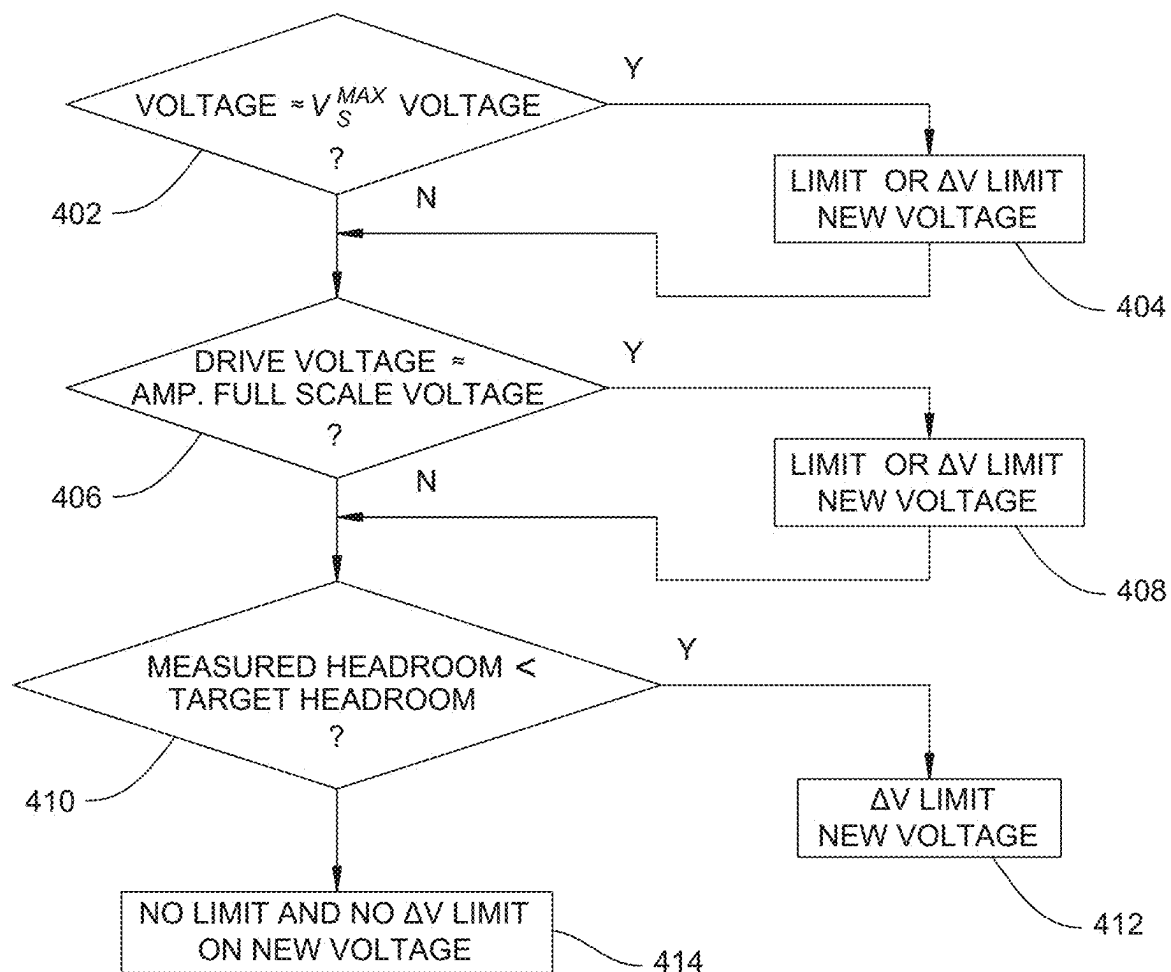 VOLTAGE ≈ V_S^MAX VOLTAGE
?
Y
402
N
LIMIT OR ΔV LIMIT
NEW VOLTAGE
404
DRIVE VOLTAGE ≈
AMP. FULL SCALE VOLTAGE
?
Y
406
N
LIMIT OR ΔV LIMIT
NEW VOLTAGE
408
MEASURED HEADROOM <
TARGET HEADROOM
?
Y
410
ΔV LIMIT
NEW VOLTAGE
412
NO LIMIT AND NO ΔV LIMIT
ON NEW VOLTAGE
414